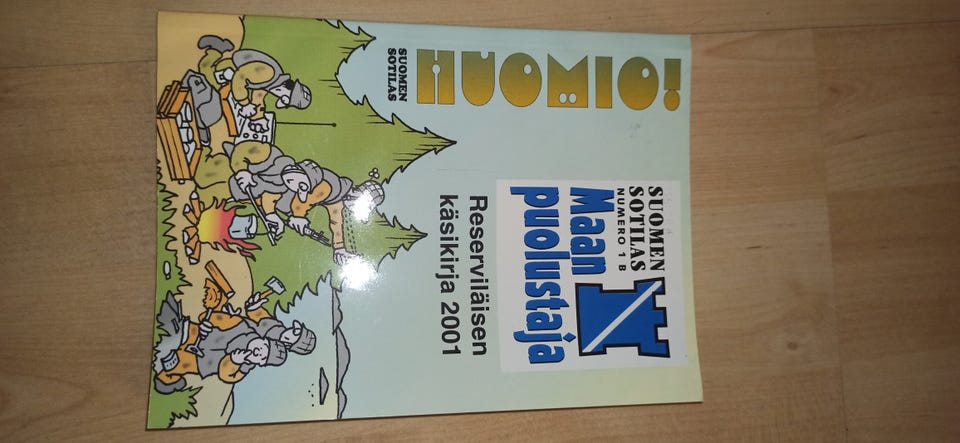 HUOMIO!
SUOMEN
SOTILAS
SUOMEN
SOTILAS
NUMERO 1 B
Maan
puolustaja
Reserviläisen
käsikirja 2001